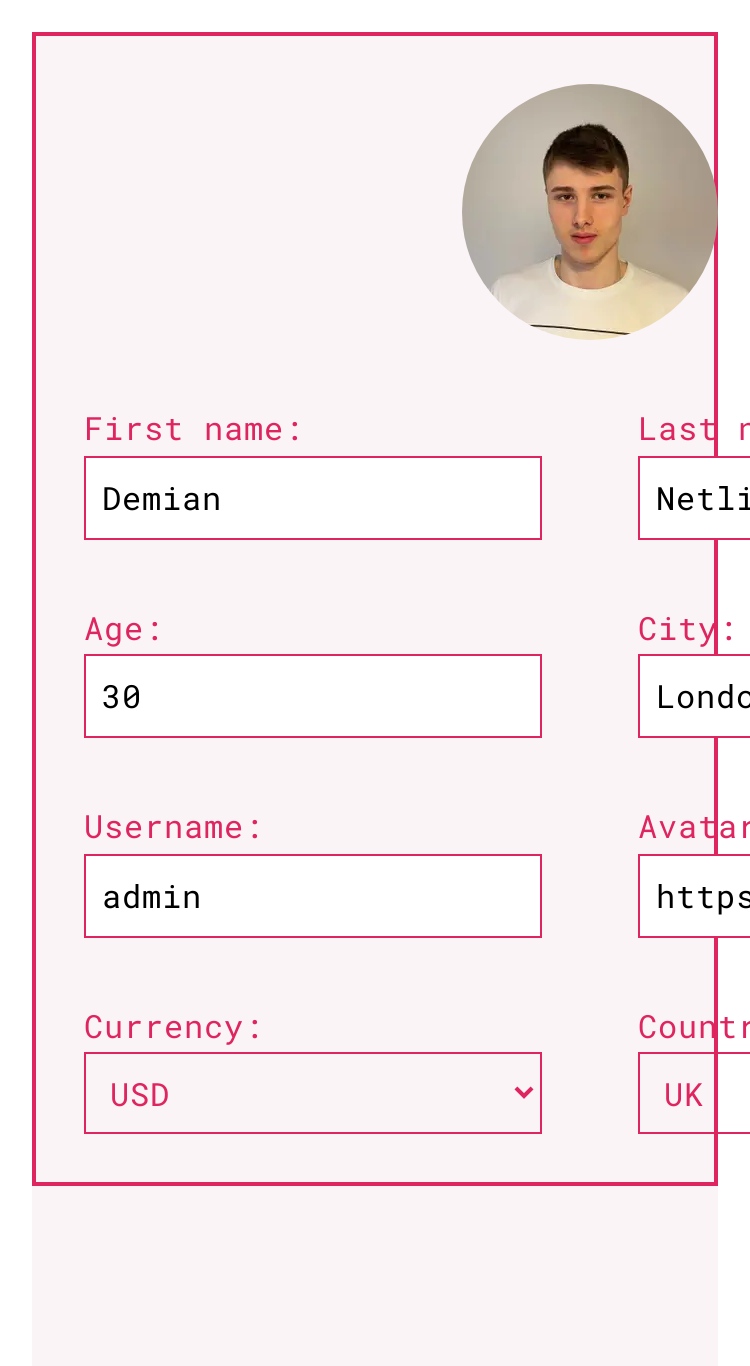 First name:
Last n
Demian
Netli
Age:
City:
30
Londo
Username:
Avatar
admin
https
Currency:
Countr
USD
UK